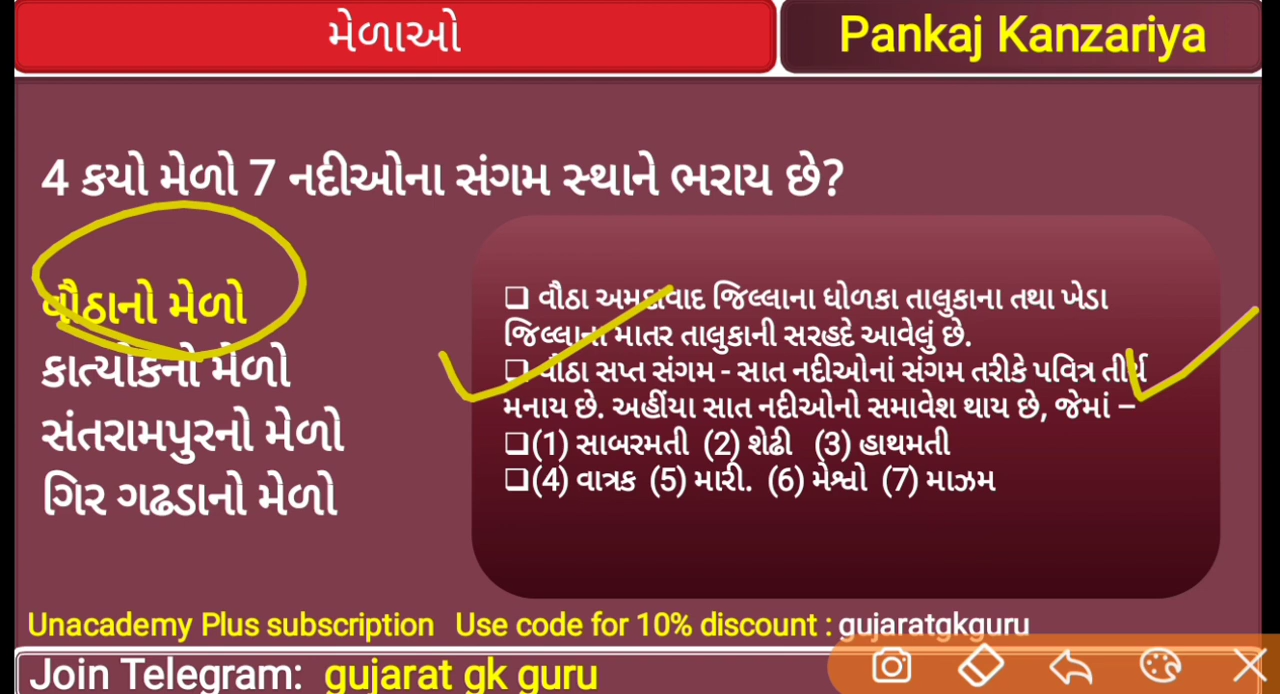 મેળાઓ
Pankaj Kanzariya
4 કયો મેળો 7 નદીઓના સંગમ સ્થાને ભરાય છે?
વૌઠાનો મેળો
કાત્યોકનો મેળો
સંતરામપુરનો મેળો
ગિર ગઢડાનો મેળો
❑ વૌઠા અમદાવાદ જિલ્લાના ધોળકા તાલુકાના તથા ખેડા
જિલ્લાના માતર તાલુકાની સરહદે આવેલું છે.
❑ વૌઠા સપ્ત સંગમ - સાત નદીઓનાં સંગમ તરીકે પવિત્ર તીર્થ
મનાય છે. અહીંયા સાત નદીઓનો સમાવેશ થાય છે, જેમાં –
❑(1) સાબરમતી (2) શેઢી (3) હાથમતી
❑(4) વાત્રક (5) મારી. (6) મેશ્વો (7) માઝમ
Unacademy Plus subscription Use code for 10% discount : gujaratgkguru
Join Telegram: gujarat gk guru